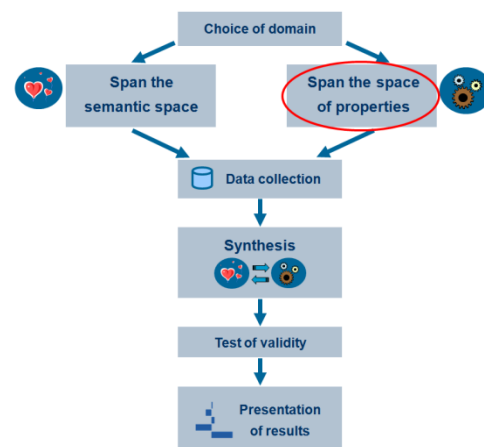 Choice of domain
Span the
semantic space
Span the space
of properties
Data collection
Synthesis
Test of validity
Presentation
of results